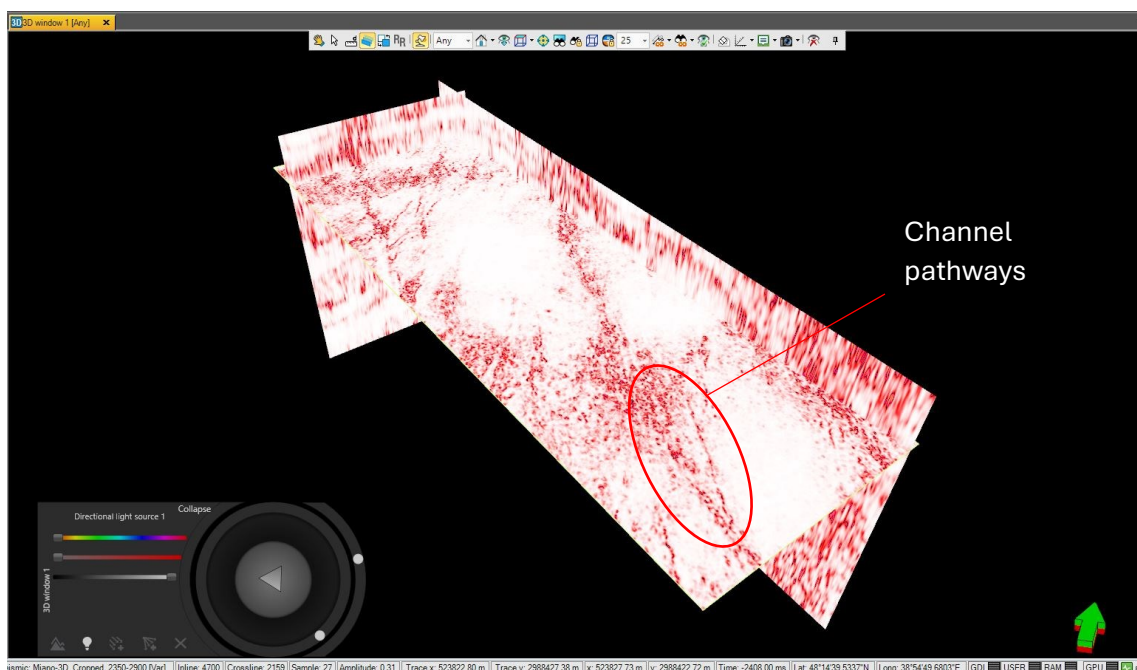 3D 3D window 1 [Any] ×
RR Any 25
Channel
pathways
Collapse
Directional light source 1
3D window 1
eismic: Miano-3D_Cropped_2350-2900 [Var] Inline: 4700 Crossline: 2159 Sample: 27 Amplitude: 0.31 Trace x: 523822.80 m Trace y: 2988427.38 m x: 523827.73 m y: 2988422.72 m Time: -2408.00 ms Lat: 48°14'39.5337"N Long: 38°54'49.6803"E GDI USER RAM GPU